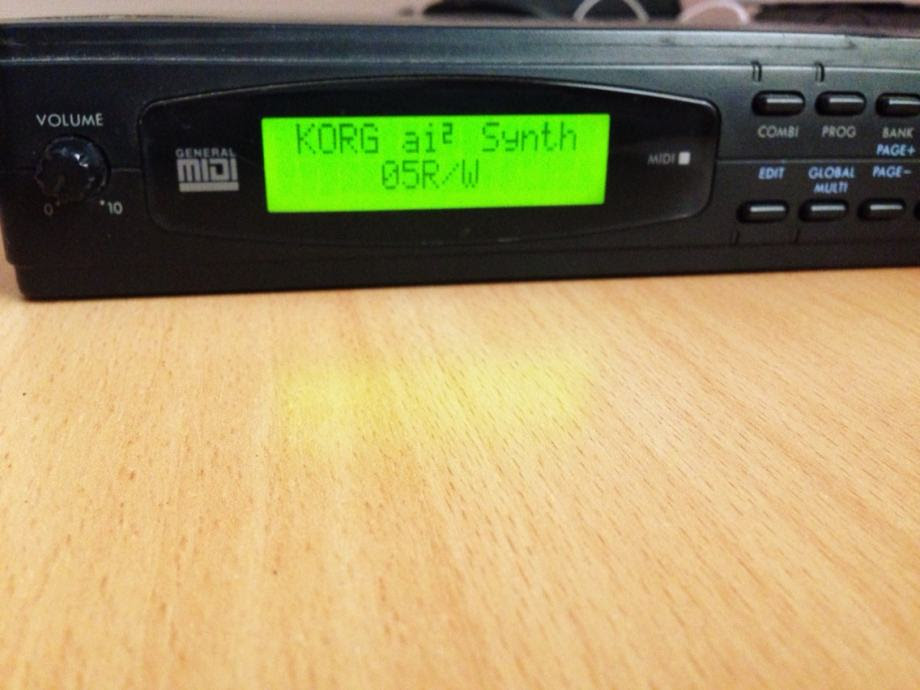 VOLUME
0 10
GENERAL
MIDI
KORG ai² Synth
05R/W
MIDI
COMBI PROG BANK
PAGE+
EDIT GLOBAL PAGE-
MULTI